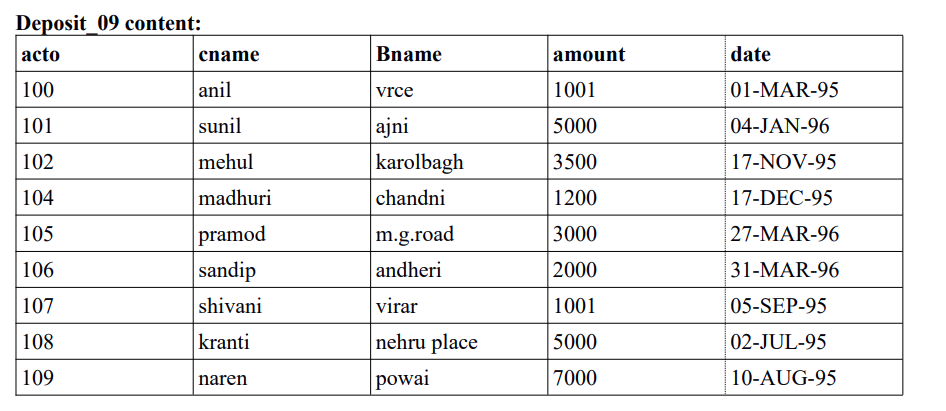 Deposit_09 content:
acto cname Bname amount date
100 anil vrce 1001 01-MAR-95
101 sunil ajni 5000 04-JAN-96
102 mehul karolbagh 3500 17-NOV-95
104 madhuri chandni 1200 17-DEC-95
105 pramod m.g.road 3000 27-MAR-96
106 sandip andheri 2000 31-MAR-96
107 shivani virar 1001 05-SEP-95
108 kranti nehru place 5000 02-JUL-95
109 naren powai 7000 10-AUG-95